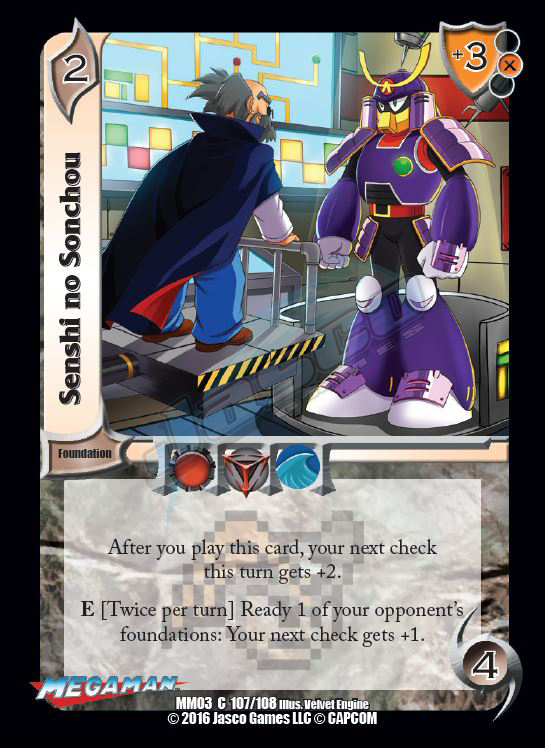 2
+3
Senshi no Sonchou
Foundation
After you play this card, your next check
this turn gets +2.
E [Twice per turn] Ready 1 of your opponent's
foundations: Your next check gets +1.
4
MEGAMAN™
MM03 C 107/108 Illus. Velvet Engine
© 2016 Jasco Games LLC © CAPCOM